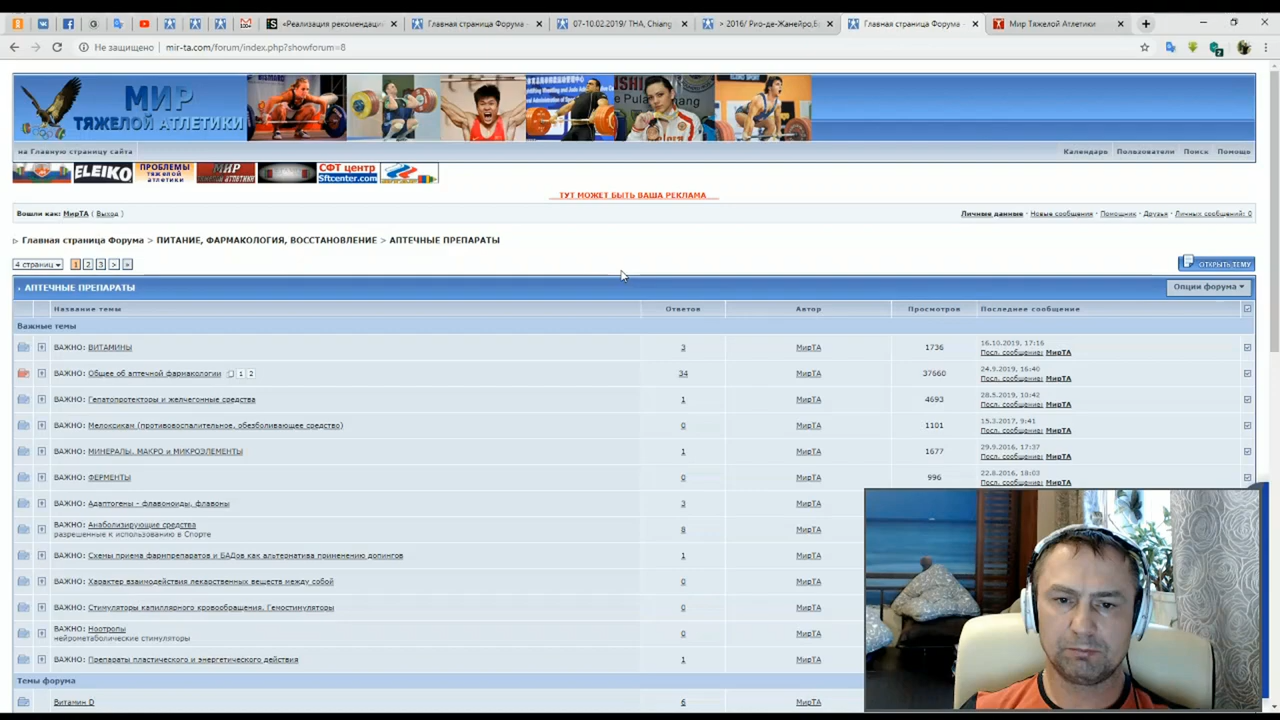 «Реализация рекомендаци
Главная страница Форума -
07-10.02.2019/ THA, Chiang
> 2016/ Рио-де-Жанейро,Б
Главная страница Форума -
Мир Тяжелой Атлетики
Не защищено
mir-ta.com/forum/index.php?showforum=8
МИР
ТЯЖЕЛОЙ АТЛЕТИКИ
на Главную страницу сайта
Календарь Пользователи Поиск Помощь
ELEIKO
ПРОБЛЕМЫ
тяжелой
атлетики
МИР
ТЯЖЕЛОЙ АТЛЕТИКИ
СФТ центр
Sftcenter.com
ТУТ МОЖЕТ БЫТЬ ВАША РЕКЛАМА
Вошли как: МирТА ( Выход )
Личные данные · Новые сообщения · Помощник · Друзья · Личных сообщений: 0
Главная страница Форума > ПИТАНИЕ, ФАРМАКОЛОГИЯ, ВОССТАНОВЛЕНИЕ > АПТЕЧНЫЕ ПРЕПАРАТЫ
4 страниц 1 2 3 > »
ОТКРЫТЬ ТЕМУ
› АПТЕЧНЫЕ ПРЕПАРАТЫ
Опции форума
Название темы Ответов Автор Просмотров Последнее сообщение
Важные темы
ВАЖНО: ВИТАМИНЫ 3 МирТА 1736 16.10.2019, 17:16
Посл. сообщение: МирТА
ВАЖНО: Общее об аптечной фармакологии 1 2 34 МирТА 37660 24.9.2019, 16:40
Посл. сообщение: МирТА
ВАЖНО: Гепатопротекторы и желчегонные средства 1 МирТА 4693 28.5.2019, 10:42
Посл. сообщение: МирТА
ВАЖНО: Мелоксикам (противовоспалительное, обезболивающее средство) 0 МирТА 1101 15.3.2017, 9:41
Посл. сообщение: МирТА
ВАЖНО: МИНЕРАЛЫ, МАКРО и МИКРОЭЛЕМЕНТЫ 1 МирТА 1677 29.9.2016, 17:37
Посл. сообщение: МирТА
ВАЖНО: ФЕРМЕНТЫ 0 МирТА 996 22.8.2016, 18:03
Посл. сообщение: МирТА
ВАЖНО: Адаптогены - флавоноиды, флавоны 3 МирТА
ВАЖНО: Анаболизирующие средства 8 МирТА
разрешенные к использованию в Спорте
ВАЖНО: Схемы приема фармпрепаратов и БАДов как альтернатива применению допингов 1 МирТА
ВАЖНО: Характер взаимодействия лекарственных веществ между собой 0 МирТА
ВАЖНО: Стимуляторы капиллярного кровообращения. Геностимуляторы 0 МирТА
ВАЖНО: Ноотропы 0 МирТА
нейрометаболические стимуляторы
ВАЖНО: Препараты пластического и энергетического действия 1 МирТА
Темы форума
Витамин D 6 МирТА